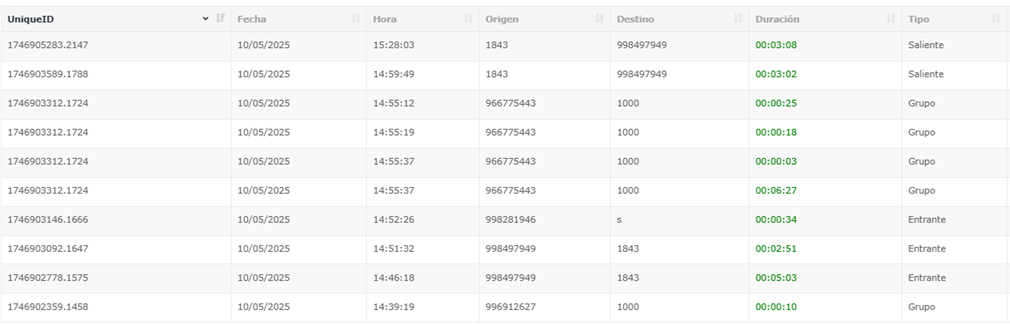 UniqueID Fecha Hora Origen Destino Duración Tipo
1746905283.2147 10/05/2025 15:28:03 1843 998497949 00:03:08 Saliente
1746903589.1788 10/05/2025 14:59:49 1843 998497949 00:03:02 Saliente
1746903312.1724 10/05/2025 14:55:12 966775443 1000 00:00:25 Grupo
1746903312.1724 10/05/2025 14:55:19 966775443 1000 00:00:18 Grupo
1746903312.1724 10/05/2025 14:55:37 966775443 1000 00:00:03 Grupo
1746903312.1724 10/05/2025 14:55:37 966775443 1000 00:06:27 Grupo
1746903146.1666 10/05/2025 14:52:26 998281946 s 00:00:34 Entrante
1746903092.1647 10/05/2025 14:51:32 998497949 1843 00:02:51 Entrante
1746902778.1575 10/05/2025 14:46:18 998497949 1843 00:05:03 Entrante
1746902359.1458 10/05/2025 14:39:19 996912627 1000 00:00:10 Grupo